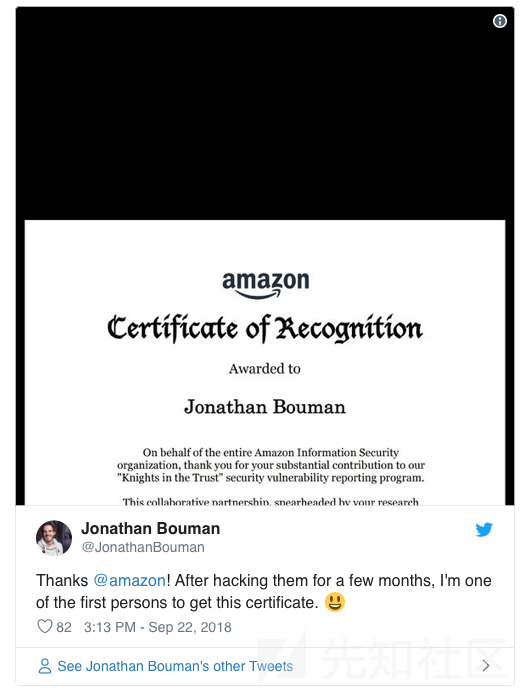 amazon
Certificate of Recognition
Awarded to
Jonathan Bouman
On behalf of the entire Amazon Information Security
organization, thank you for your substantial contribution to our
"Knights in the Trust" security vulnerability reporting program.
This collaborative partnership, spearheaded by your research
Jonathan Bouman
@JonathanBouman
Thanks @amazon! After hacking them for a few months, I'm one
of the first persons to get this certificate. 😃
82 3:13 PM - Sep 22, 2018
See Jonathan Bouman's other Tweets
先知社区